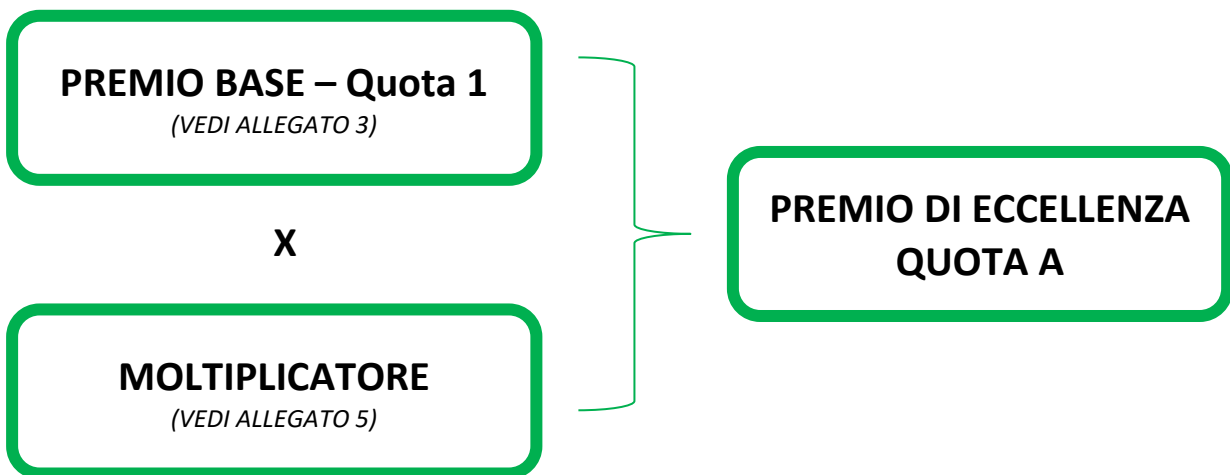 PREMIO BASE – Quota 1
(VEDI ALLEGATO 3)
X
MOLTIPLICATORE
(VEDI ALLEGATO 5)
PREMIO DI ECCELLENZA
QUOTA A